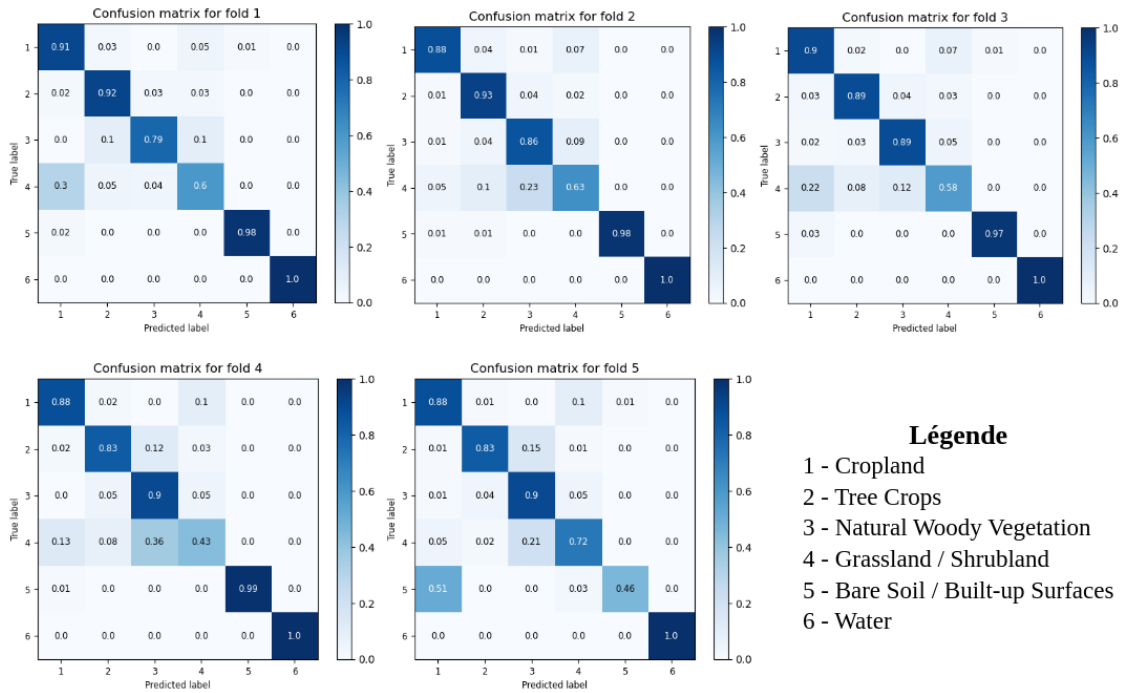 Confusion matrix for fold 1
True label
1 0.91 0.03 0.0 0.05 0.01 0.0
2 0.02 0.92 0.03 0.03 0.0 0.0
3 0.0 0.1 0.79 0.1 0.0 0.0
4 0.3 0.05 0.04 0.6 0.0 0.0
5 0.02 0.0 0.0 0.0 0.98 0.0
6 0.0 0.0 0.0 0.0 0.0 1.0
1 2 3 4 5 6
Predicted label
1.0
0.8
0.6
0.4
0.2
0.0
Confusion matrix for fold 2
True label
1 0.88 0.04 0.01 0.07 0.0 0.0
2 0.01 0.93 0.04 0.02 0.0 0.0
3 0.01 0.04 0.86 0.09 0.0 0.0
4 0.05 0.1 0.23 0.63 0.0 0.0
5 0.01 0.01 0.0 0.0 0.98 0.0
6 0.0 0.0 0.0 0.0 0.0 1.0
1 2 3 4 5 6
Predicted label
1.0
0.8
0.6
0.4
0.2
0.0
Confusion matrix for fold 3
True label
1 0.9 0.02 0.0 0.07 0.01 0.0
2 0.03 0.89 0.04 0.03 0.0 0.0
3 0.02 0.03 0.89 0.05 0.0 0.0
4 0.22 0.08 0.12 0.58 0.0 0.0
5 0.03 0.0 0.0 0.0 0.97 0.0
6 0.0 0.0 0.0 0.0 0.0 1.0
1 2 3 4 5 6
Predicted label
1.0
0.8
0.6
0.4
0.2
0.0
Confusion matrix for fold 4
True label
1 0.88 0.02 0.0 0.1 0.0 0.0
2 0.02 0.83 0.12 0.03 0.0 0.0
3 0.0 0.05 0.9 0.05 0.0 0.0
4 0.13 0.08 0.36 0.43 0.0 0.0
5 0.01 0.0 0.0 0.0 0.99 0.0
6 0.0 0.0 0.0 0.0 0.0 1.0
1 2 3 4 5 6
Predicted label
1.0
0.8
0.6
0.4
0.2
0.0
Confusion matrix for fold 5
True label
1 0.88 0.01 0.0 0.1 0.01 0.0
2 0.01 0.83 0.15 0.01 0.0 0.0
3 0.01 0.04 0.9 0.05 0.0 0.0
4 0.05 0.02 0.21 0.72 0.0 0.0
5 0.51 0.0 0.0 0.03 0.46 0.0
6 0.0 0.0 0.0 0.0 0.0 1.0
1 2 3 4 5 6
Predicted label
1.0
0.8
0.6
0.4
0.2
0.0
Légende
1 - Cropland
2 - Tree Crops
3 - Natural Woody Vegetation
4 - Grassland / Shrubland
5 - Bare Soil / Built-up Surfaces
6 - Water